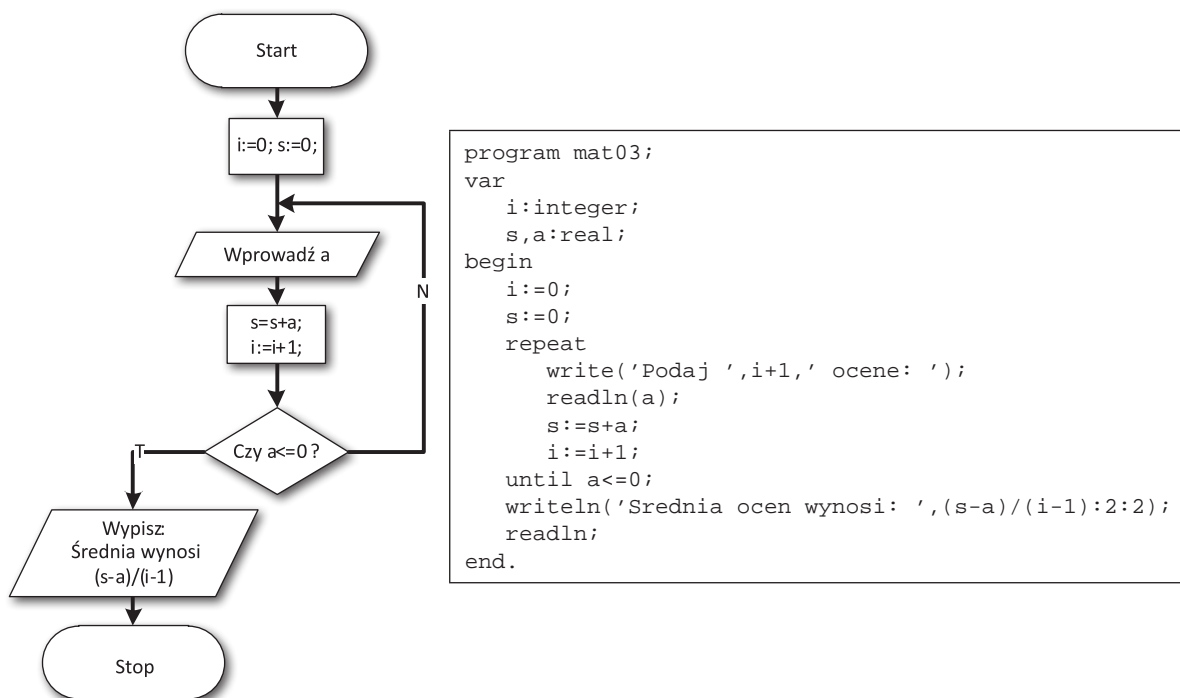 Start
i:=0; s:=0;
Wprowadź a
N
s=s+a;
i:=i+1;
Czy a<=0 ?
T
Wypisz:
Średnia wynosi
(s-a)/(i-1)
Stop
program mat03;
var
i:integer;
s,a:real;
begin
i:=0;
s:=0;
repeat
write('Podaj ',i+1,' ocene: ');
readln(a);
s:=s+a;
i:=i+1;
until a<=0;
writeln('Srednia ocen wynosi: ',(s-a)/(i-1):2:2);
readln;
end.